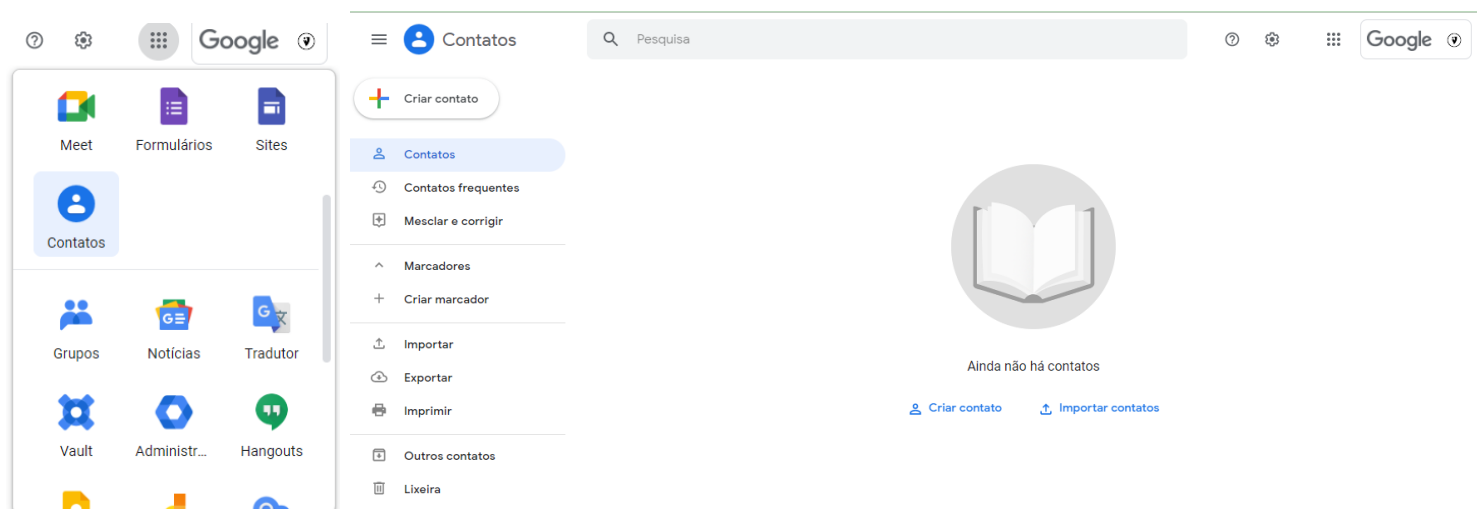 Google
Meet
Formulários
Sites
Contatos
Grupos
Notícias
Tradutor
Vault
Administr...
Hangouts
Contatos
Pesquisa
Google
Criar contato
Contatos
Contatos frequentes
Mesclar e corrigir
Marcadores
Criar marcador
Importar
Exportar
Imprimir
Outros contatos
Lixeira
Ainda não há contatos
Criar contato
Importar contatos